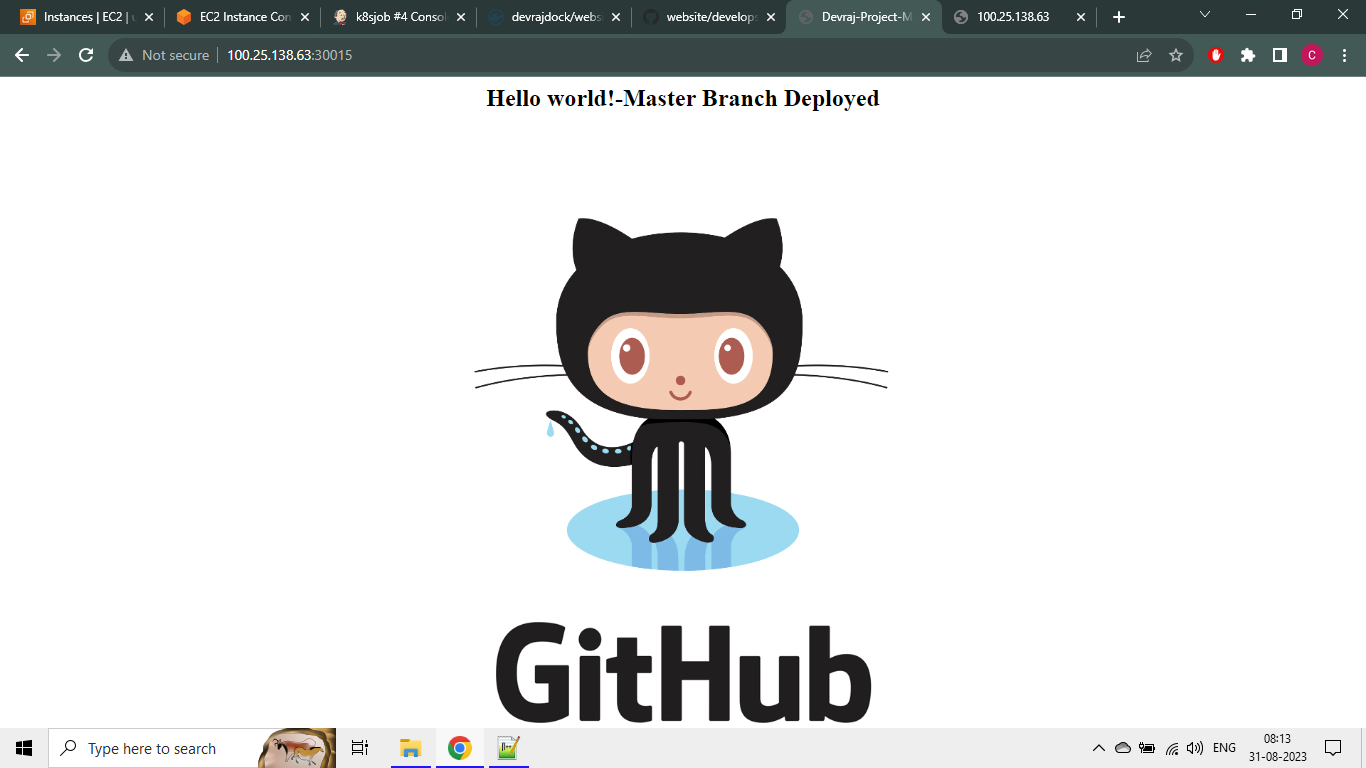 Instances | EC2 | u
EC2 Instance Con
k8sjob #4 Consol
devrajdock/webs
website/develop
Devraj-Project-M
100.25.138.63
Not secure
100.25.138.63:30015
C
Hello world!-Master Branch Deployed
GitHub
Type here to search
ENG
08:13
31-08-2023